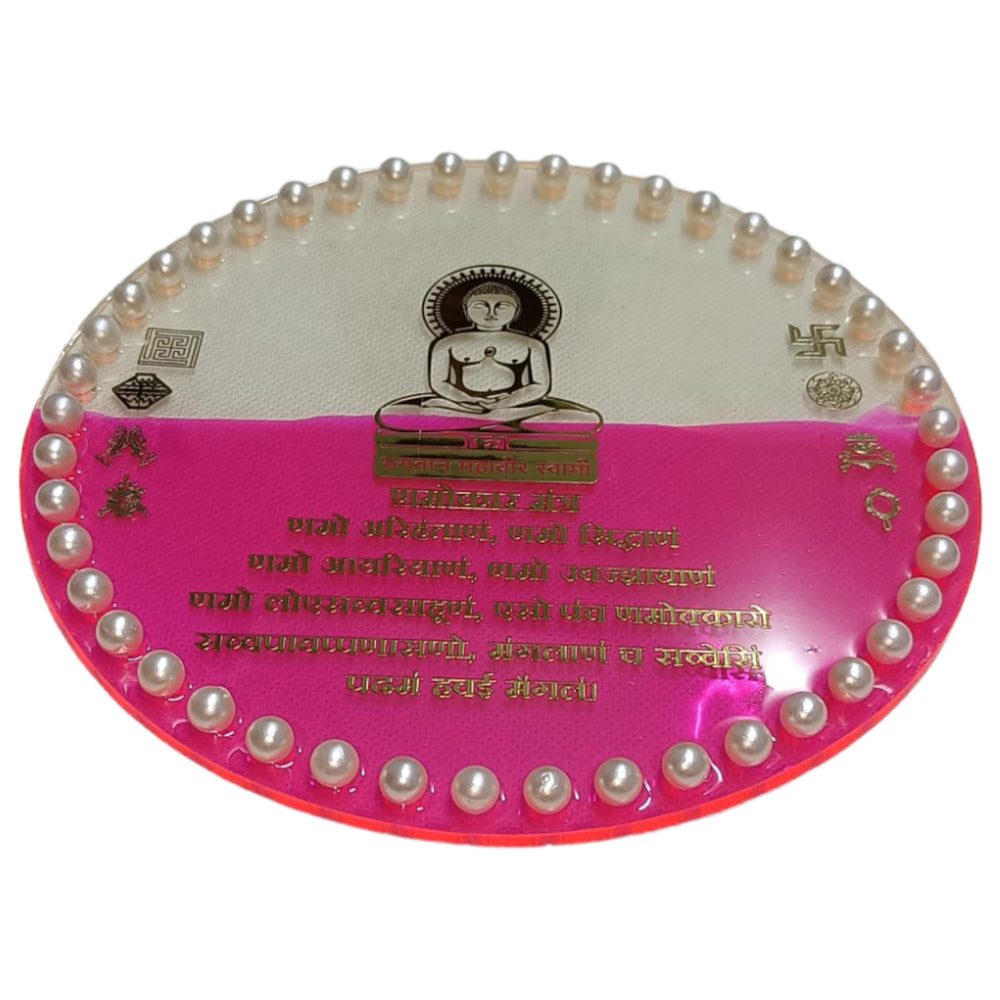 भगवान महावीर स्वामी
णमोकार मंत्र
णमो अरिहंताणं, णमो सिद्धाणं
णमो आयरियाणं, णमो उवज्झायाणं
णमो लोएसव्वसाहूणं, एसो पंच णमोक्कारो
सव्वपावप्पणासणो, मंगलाणं च सव्वेसिं
पढमं हवई मंगलं।